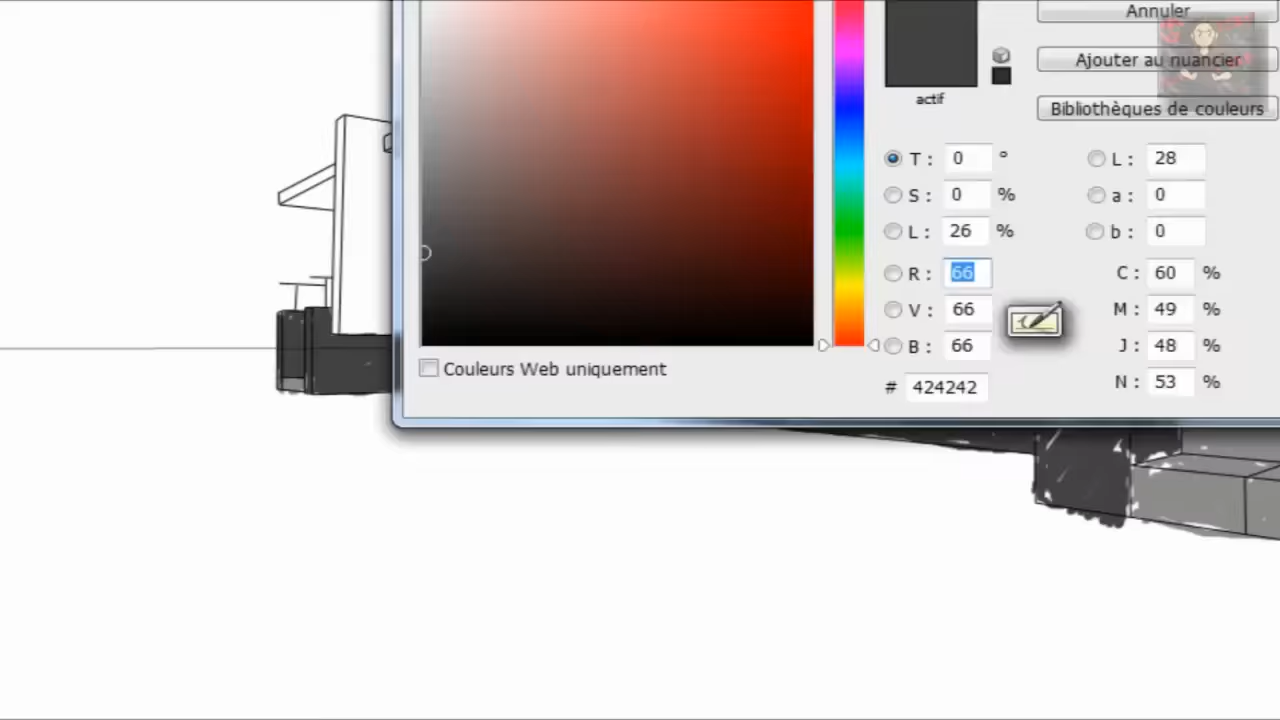 Annuler
Ajouter au nuancier
actif
Bibliothèques de couleurs
T : 0 ° L : 28
S : 0 % a : 0
L : 26 % b : 0
R : 66 C : 60 %
V : 66 M : 49 %
B : 66 J : 48 %
Couleurs Web uniquement
# 424242 N : 53 %